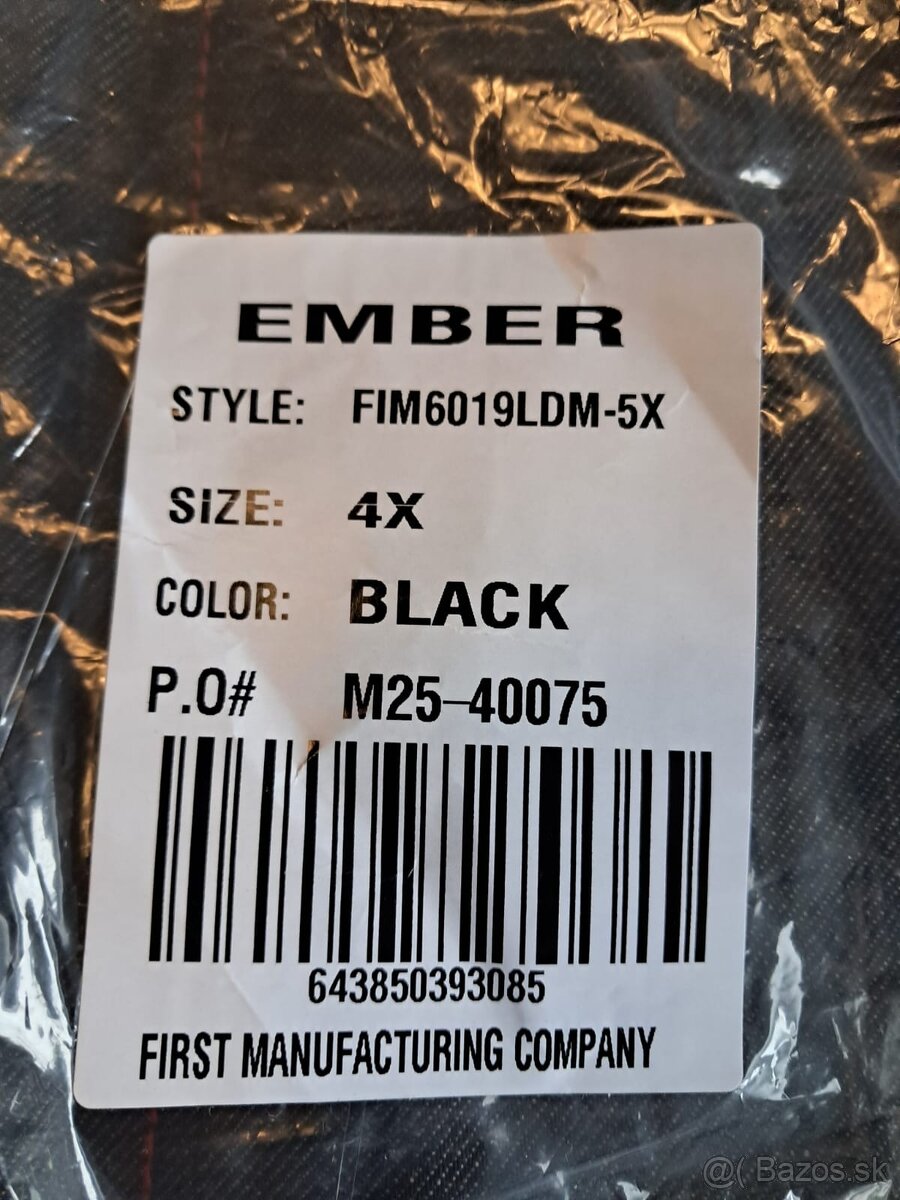 EMBER
STYLE: FIM6019LDM-5X
SIZE: 4X
COLOR: BLACK
P.O# M25-40075
643850393085
FIRST MANUFACTURING COMPANY
@( Bazos.sk